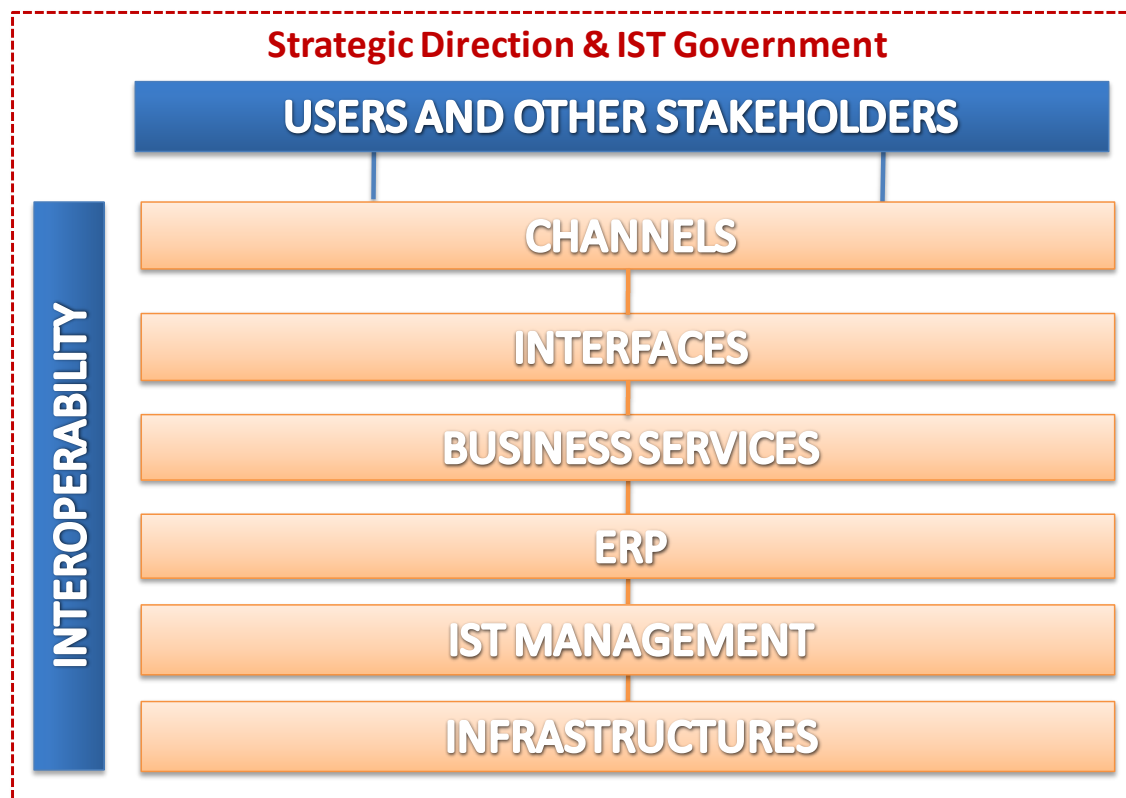 Strategic Direction & IST Government
USERS AND OTHER STAKEHOLDERS
INTEROPERABILITY
CHANNELS
INTERFACES
BUSINESS SERVICES
ERP
IST MANAGEMENT
INFRASTRUCTURES